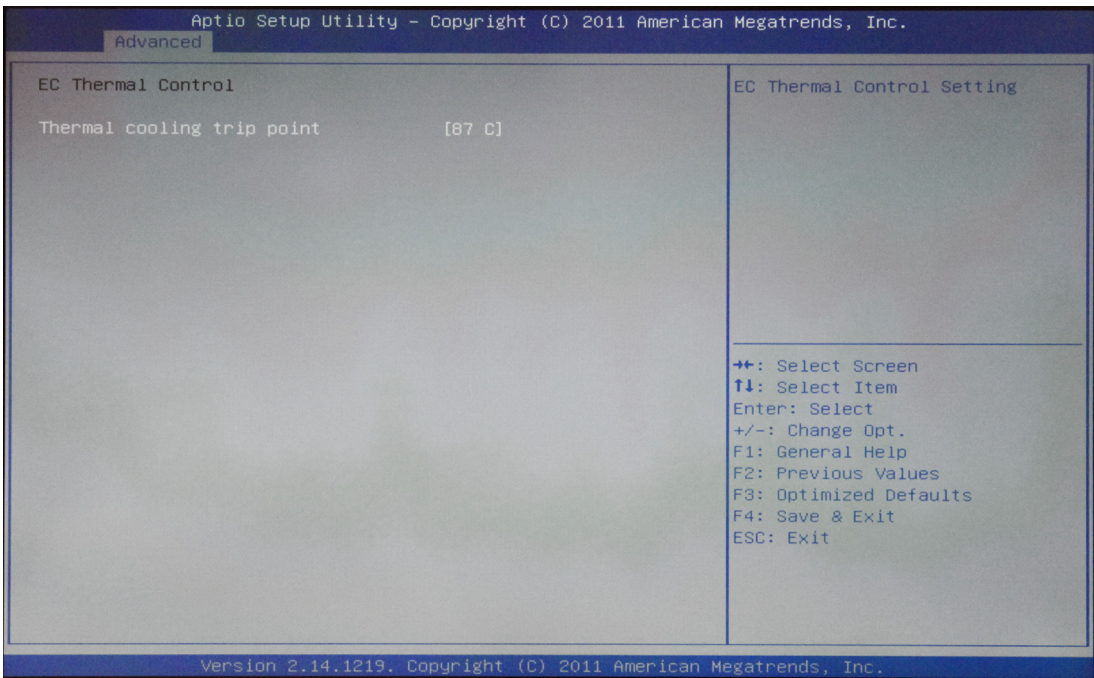 Aptio Setup Utility – Copyright (C) 2011 American Megatrends, Inc.
Advanced
EC Thermal Control
Thermal cooling trip point [87 C]
EC Thermal Control Setting
→←: Select Screen
↑↓: Select Item
Enter: Select
+/-: Change Opt.
F1: General Help
F2: Previous Values
F3: Optimized Defaults
F4: Save & Exit
ESC: Exit
Version 2.14.1219. Copyright (C) 2011 American Megatrends, Inc.